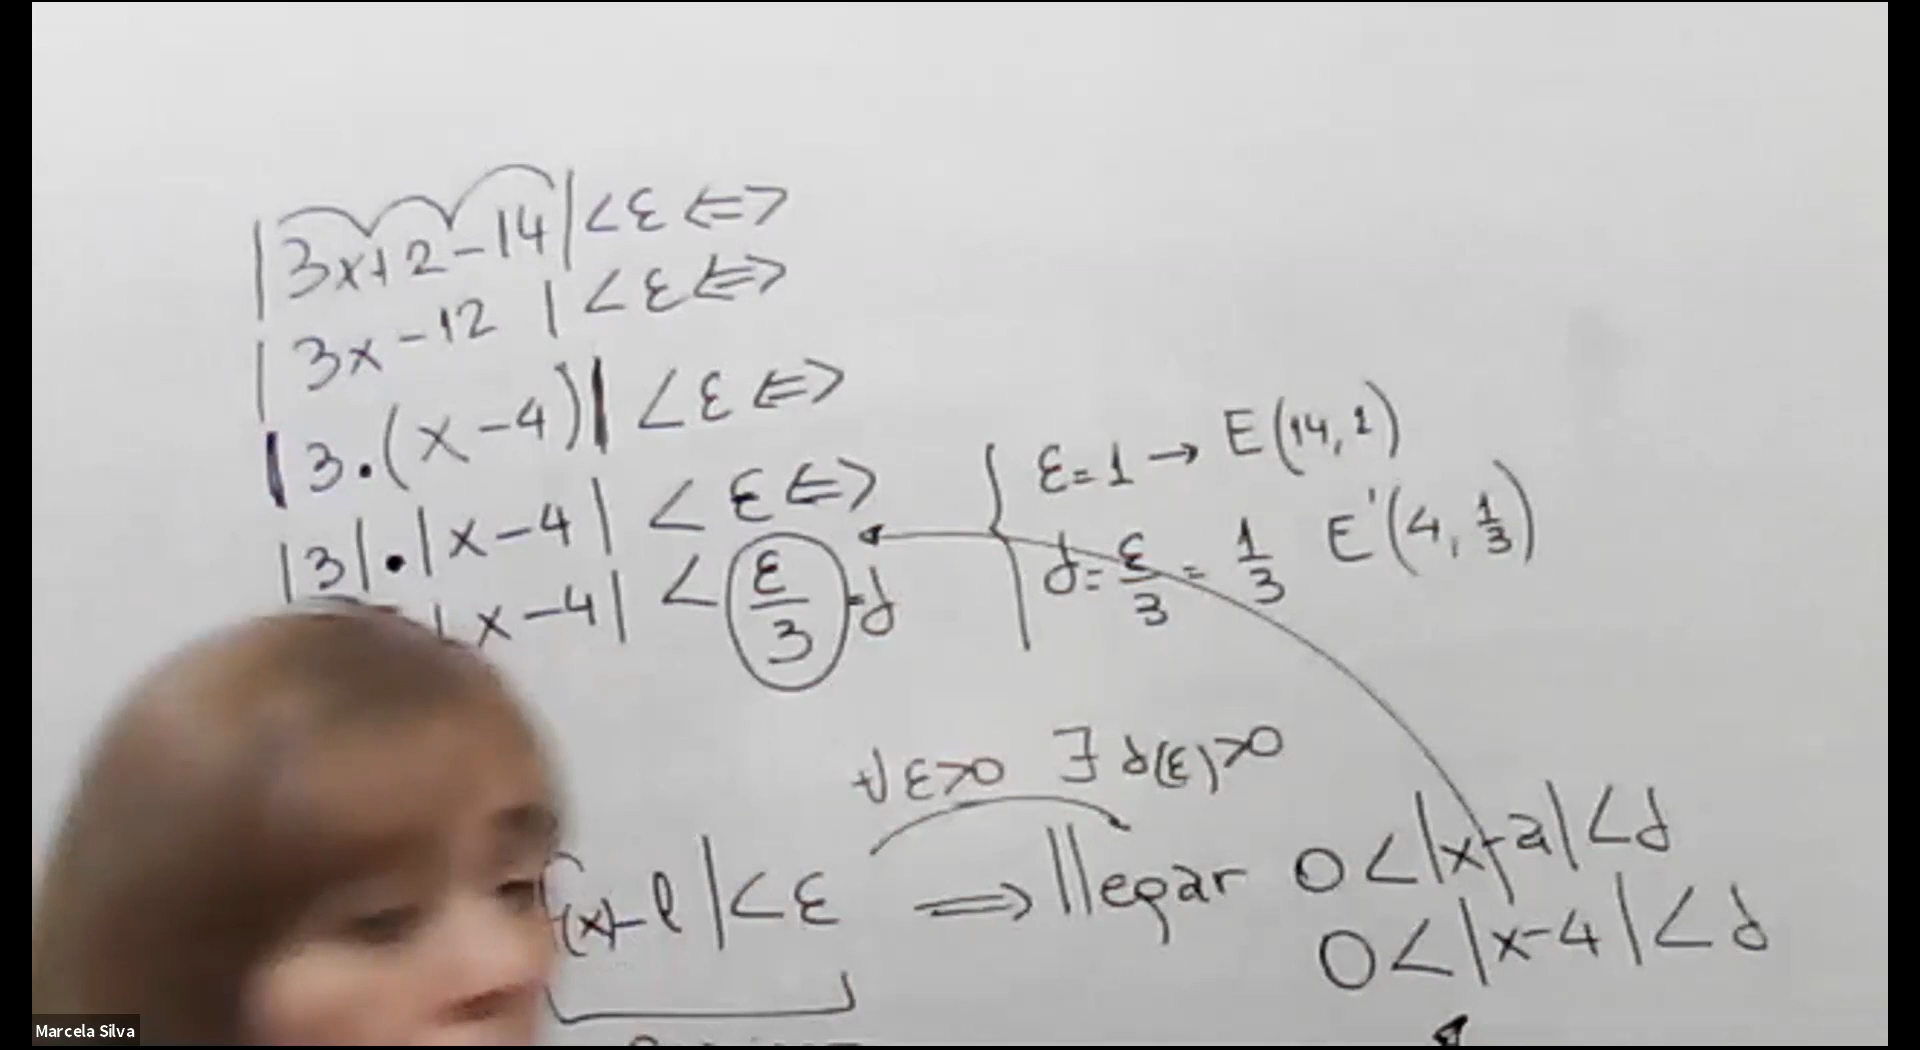 |3x+2-14|<ε⇔
|3x-12|<ε⇔
|3.(x-4)|<ε⇔
|3|.|x-4|<ε⇔
|x-4|<ε/3=δ
ε=1→E(14,1)
δ=ε/3=1/3 E'(4,1/3)
∀ε>0 ∃δ(ε)>0
(x)-l|<ε ⇒ llegar 0<|x-a|<δ
0<|x-4|<δ
Marcela Silva